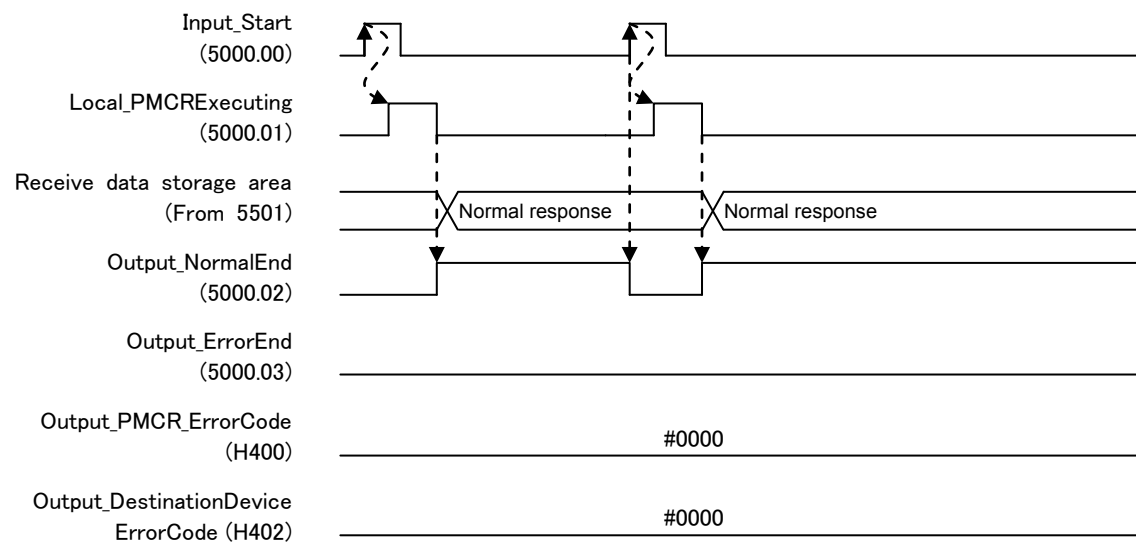 Input_Start
(5000.00)
Local_PMCRExecuting
(5000.01)
Receive data storage area
(From 5501)
Normal response
Normal response
Output_NormalEnd
(5000.02)
Output_ErrorEnd
(5000.03)
Output_PMCR_ErrorCode
(H400)
#0000
Output_DestinationDevice
ErrorCode (H402)
#0000